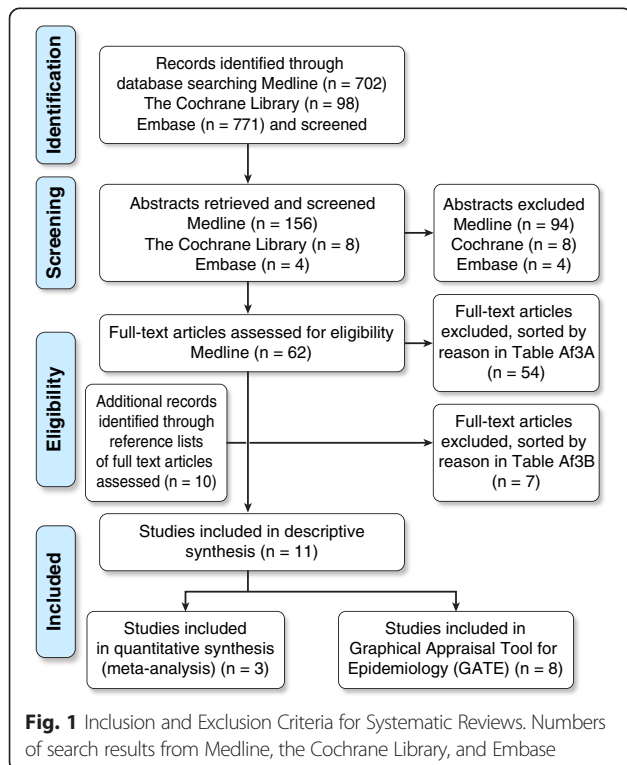 Identification
Records identified through
database searching Medline (n = 702)
The Cochrane Library (n = 98)
Embase (n = 771) and screened
Screening
Abstracts retrieved and screened
Medline (n = 156)
The Cochrane Library (n = 8)
Embase (n = 4)
Abstracts excluded
Medline (n = 94)
Cochrane (n = 8)
Embase (n = 4)
Eligibility
Full-text articles assessed for eligibility
Medline (n = 62)
Full-text articles
excluded, sorted by
reason in Table Af3A
(n = 54)
Additional records
identified through
reference lists
of full text articles
assessed (n = 10)
Full-text articles
excluded, sorted by
reason in Table Af3B
(n = 7)
Included
Studies included in descriptive
synthesis (n = 11)
Studies included
in quantitative synthesis
(meta-analysis) (n = 3)
Studies included in
Graphical Appraisal Tool for
Epidemiology (GATE) (n = 8)
Fig. 1 Inclusion and Exclusion Criteria for Systematic Reviews. Numbers
of search results from Medline, the Cochrane Library, and Embase